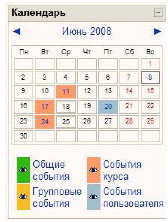 Календарь
Июнь 2008
Пн Вт Ср Чт Пт Сб Вс
1
2 3 4 5 6 7 8
9 10 11 12 13 14 15
16 17 18 19 20 21 22
23 24 25 26 27 28 29
30
Общие события
События курса
Групповые события
События пользователя